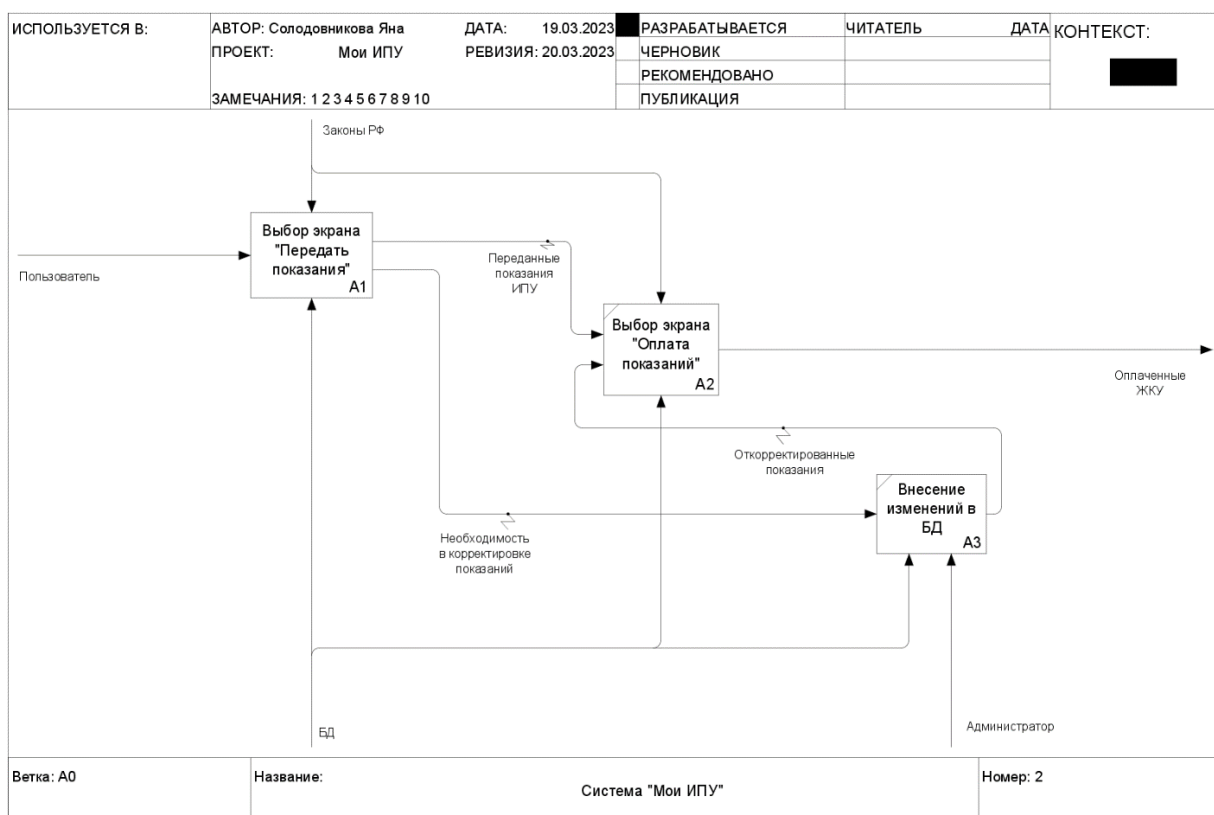 ИСПОЛЬЗУЕТСЯ В:
АВТОР: Солодовникова Яна
ДАТА: 19.03.2023
РАЗРАБАТЫВАЕТСЯ
ЧИТАТЕЛЬ
ДАТА
КОНТЕКСТ:
ПРОЕКТ: Мои ИПУ
РЕВИЗИЯ: 20.03.2023
ЧЕРНОВИК
РЕКОМЕНДОВАНО
ЗАМЕЧАНИЯ: 1 2 3 4 5 6 7 8 9 10
ПУБЛИКАЦИЯ
Законы РФ
Выбор экрана
"Передать
показания"
A1
Пользователь
Переданные
показания
ИПУ
Выбор экрана
"Оплата
показаний"
A2
Оплаченные
ЖКУ
Откорректированные
показания
Внесение
изменений в
БД
A3
Необходимость
в корректировке
показаний
БД
Администратор
Ветка: A0
Название:
Система "Мои ИПУ"
Номер: 2